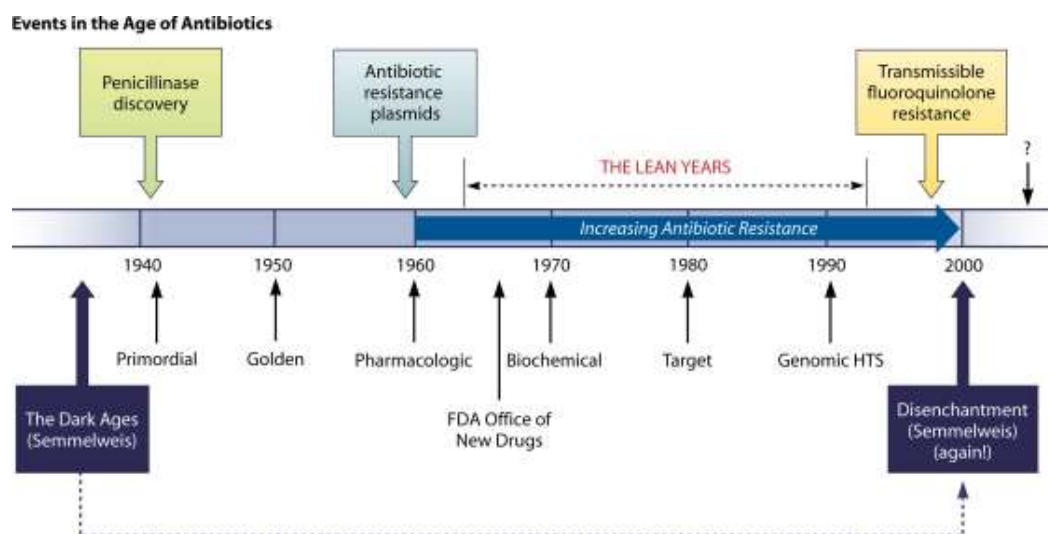 Events in the Age of Antibiotics
Penicillinase
discovery
Antibiotic
resistance
plasmids
Transmissible
fluoroquinolone
resistance
?
THE LEAN YEARS
Increasing Antibiotic Resistance
1940
1950
1960
1970
1980
1990
2000
Primordial
Golden
Pharmacologic
Biochemical
Target
Genomic HTS
FDA Office of
New Drugs
The Dark Ages
(Semmelweis)
Disenchantment
(Semmelweis)
(again!)